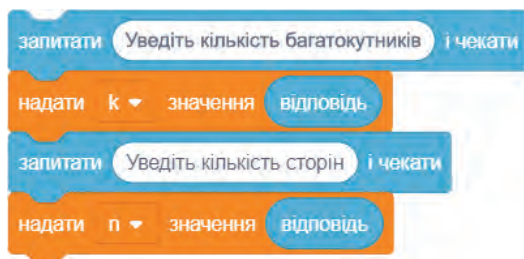 запитати Уведіть кількість багатокутників і чекати
надати k значення відповідь
запитати Уведіть кількість сторін і чекати
надати n значення відповідь